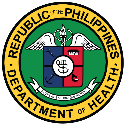 REPUBLIC OF THE PHILIPPINES
DEPARTMENT OF HEALTH